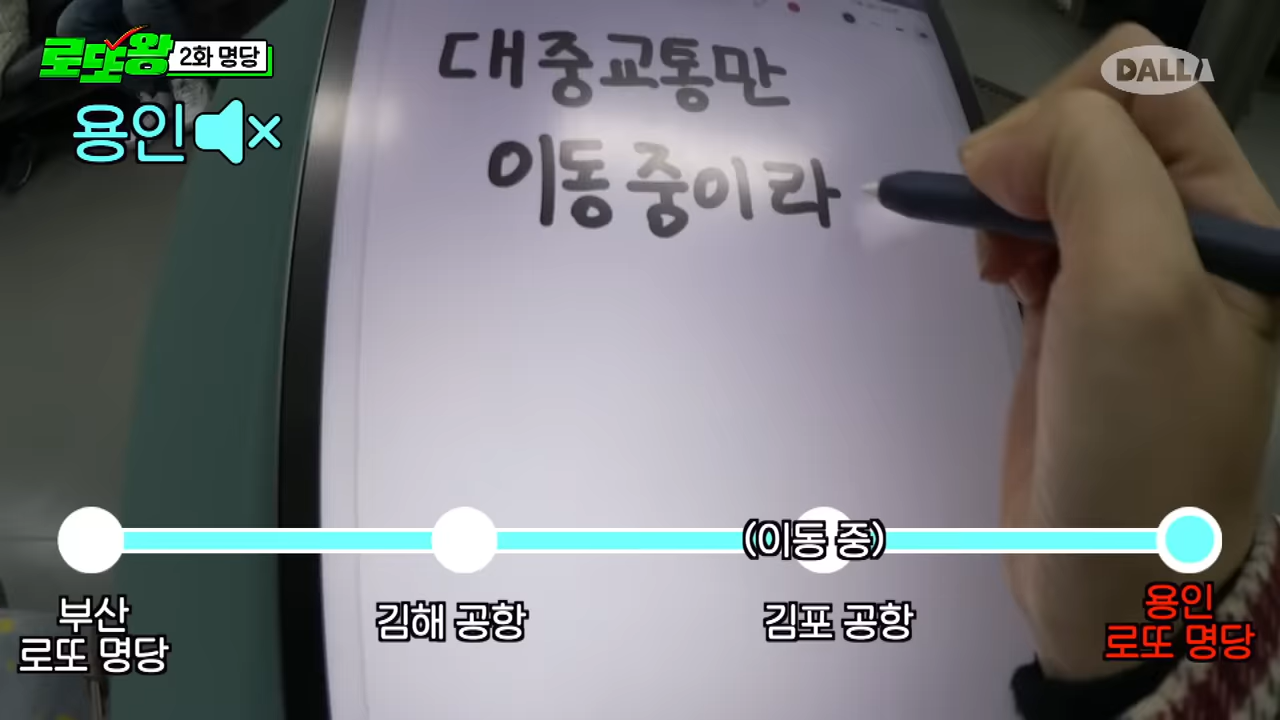 로또왕 2화 명당
용인
DALLA
대중교통만
이동 중이라
(이동 중)
부산
로또 명당
김해 공항
김포 공항
용인
로또 명당